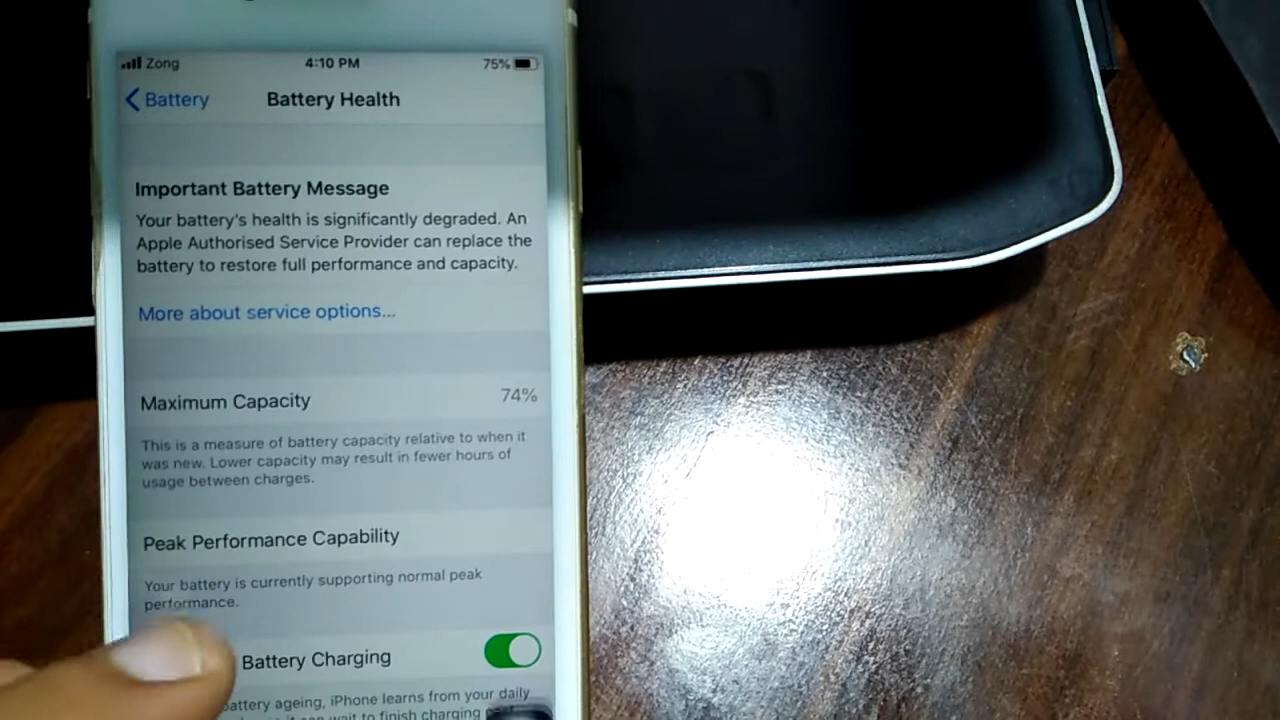 Zong 4:10 PM 75%
Battery Battery Health
Important Battery Message
Your battery's health is significantly degraded. An
Apple Authorised Service Provider can replace the
battery to restore full performance and capacity.
More about service options...
Maximum Capacity 74%
This is a measure of battery capacity relative to when it
was new. Lower capacity may result in fewer hours of
usage between charges.
Peak Performance Capability
Your battery is currently supporting normal peak
performance.
Battery Charging
battery ageing, iPhone learns from your daily
it can wait to finish charging